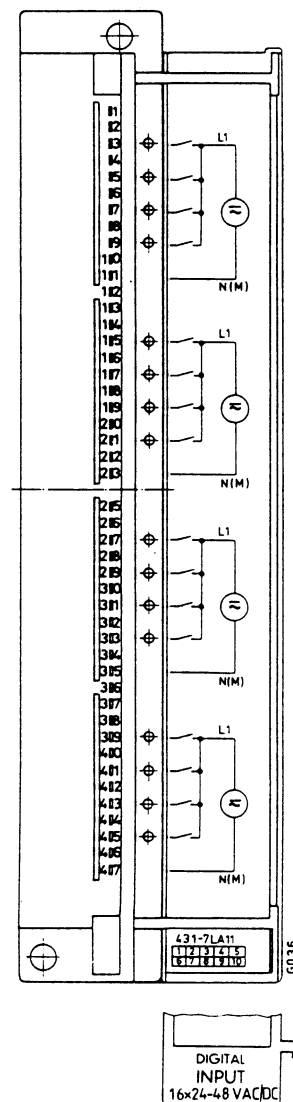 1
2
3 L1
4
5
6
7
8
9
10
11
12 N(M)
13
14
15 L1
16
17
18
19
20
21
22
23
N(M)
25
26
27 L1
28
29
30
31
32
33
34
35
36 N(M)
37
38
39 L1
40
41
42
43
44
45
46
47 N(M)
431-7LA11
1 2 3 4 5
6 7 8 9 10
G036
DIGITAL
INPUT
16x24-48 VAC/DC